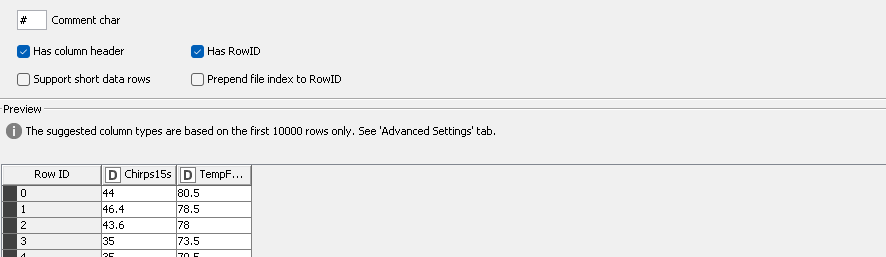 # Comment char
Has column header Has RowID
Support short data rows Prepend file index to RowID
Preview
i The suggested column types are based on the first 10000 rows only. See 'Advanced Settings' tab.
Row ID D Chirps15s D TempF...
0 44 80.5
1 46.4 78.5
2 43.6 78
3 35 73.5
4 35 70.5